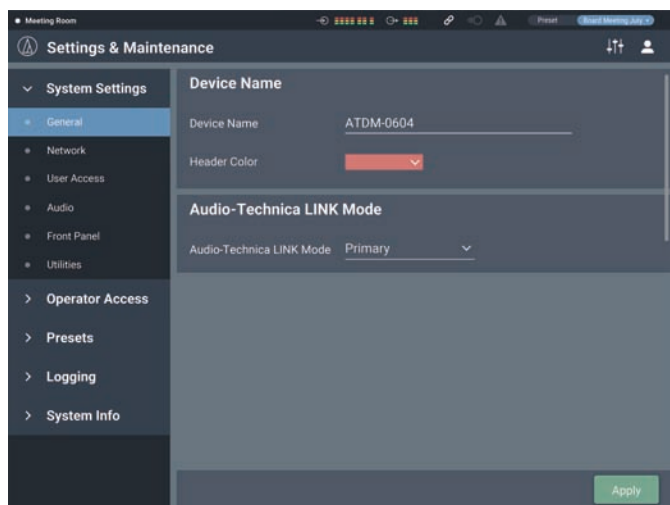 Meeting Room
Preset
Board Meeting July
Settings & Maintenance
System Settings
General
Network
User Access
Audio
Front Panel
Utilities
Operator Access
Presets
Logging
System Info
Device Name
Device Name ATDM-0604
Header Color
Audio-Technica LINK Mode
Audio-Technica LINK Mode Primary
Apply